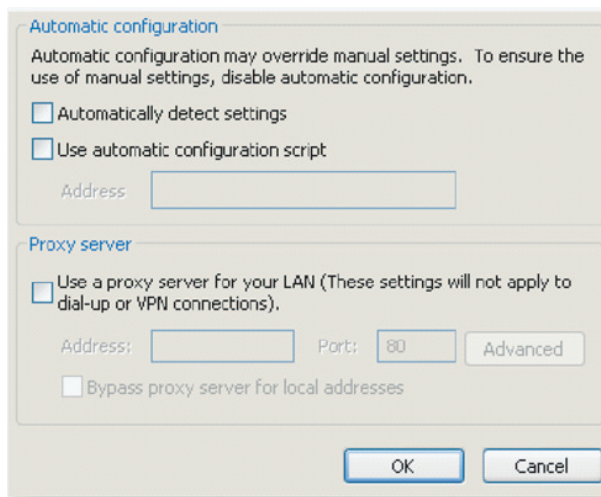 Automatic configuration
Automatic configuration may override manual settings.  To ensure the
use of manual settings, disable automatic configuration.
Automatically detect settings
Use automatic configuration script
Address
Proxy server
Use a proxy server for your LAN (These settings will not apply to
dial-up or VPN connections).
Address: Port: 80 Advanced
Bypass proxy server for local addresses
OK Cancel